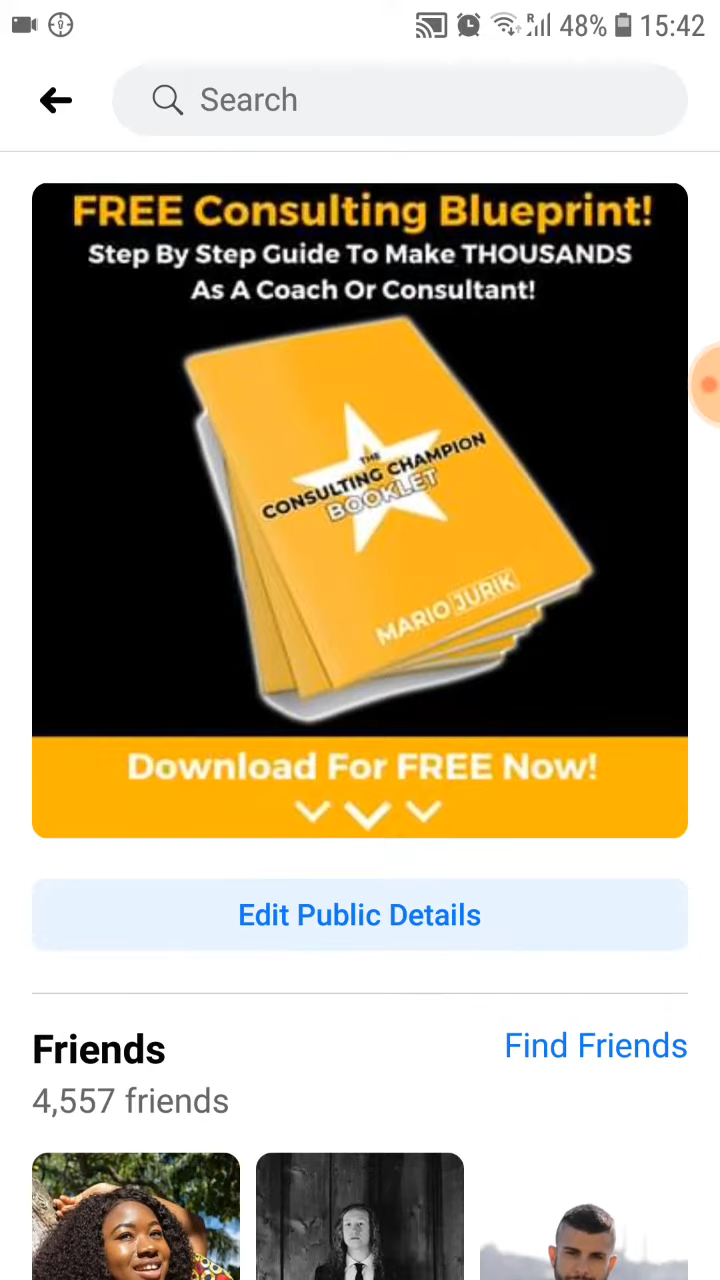 R 48% 15:42
Search
FREE Consulting Blueprint!
Step By Step Guide To Make THOUSANDS
As A Coach Or Consultant!
THE
CONSULTING CHAMPION
BOOKLET
MARIO JURIK
Download For FREE Now!
Edit Public Details
Friends
Find Friends
4,557 friends